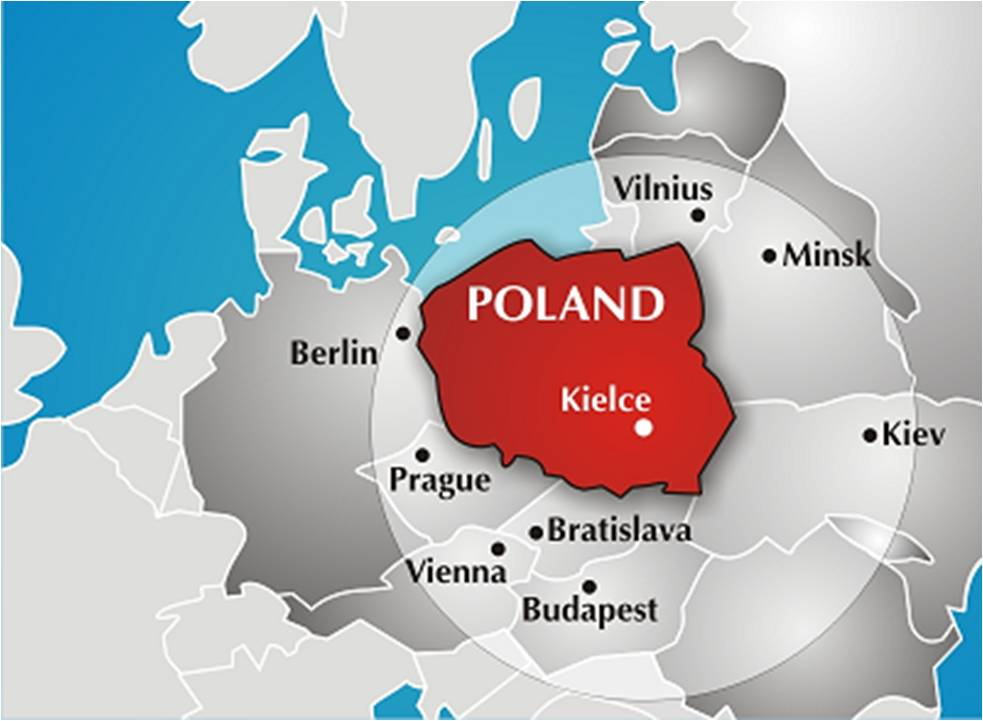 Vilnius
Minsk
POLAND
Berlin
Kielce
Kiev
Prague
Bratislava
Vienna
Budapest